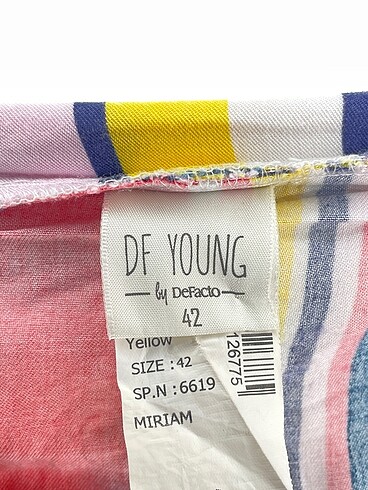 DF YOUNG
by DeFacto
42
Yellow
SIZE : 42
SP.N : 6619
MIRIAM
126775